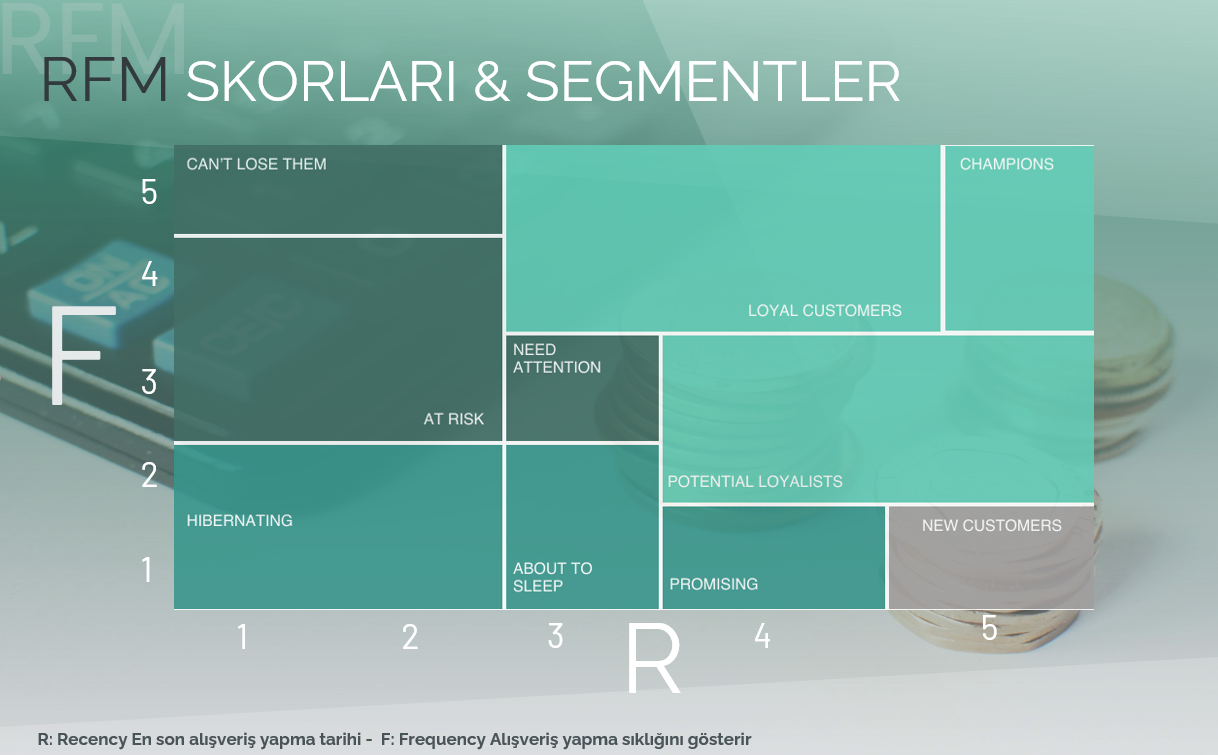 RFM
RFM SKORLARI & SEGMENTLER
CAN'T LOSE THEM
CHAMPIONS
5
4
LOYAL CUSTOMERS
F
NEED
ATTENTION
3
AT RISK
2
POTENTIAL LOYALISTS
HIBERNATING
NEW CUSTOMERS
1
ABOUT TO
SLEEP
PROMISING
1
2
3
R
4
5
R: Recency En son alışveriş yapma tarihi - F: Frequency Alışveriş yapma sıklığını gösterir
ON
AC